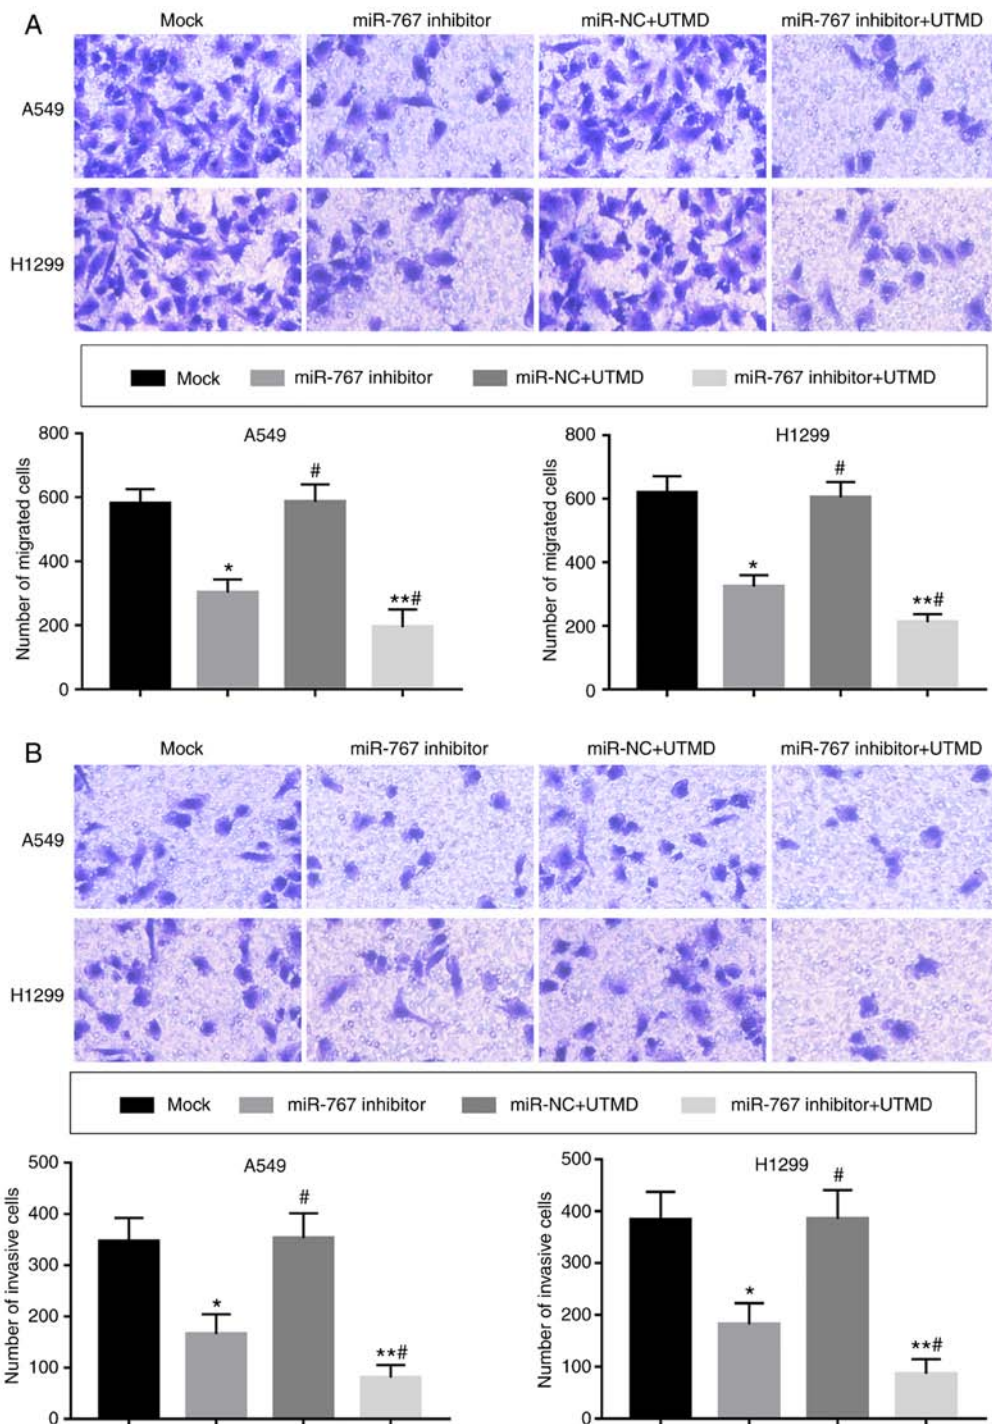 A
Mock miR-767 inhibitor miR-NC+UTMD miR-767 inhibitor+UTMD
A549
H1299
Mock miR-767 inhibitor miR-NC+UTMD miR-767 inhibitor+UTMD
A549
Number of migrated cells
800
600
400
200
0
*
#
**#
H1299
Number of migrated cells
800
600
400
200
0
*
#
**#
B
Mock miR-767 inhibitor miR-NC+UTMD miR-767 inhibitor+UTMD
A549
H1299
Mock miR-767 inhibitor miR-NC+UTMD miR-767 inhibitor+UTMD
A549
Number of invasive cells
500
400
300
200
100
0
*
#
**#
H1299
Number of invasive cells
500
400
300
200
100
0
*
#
**#